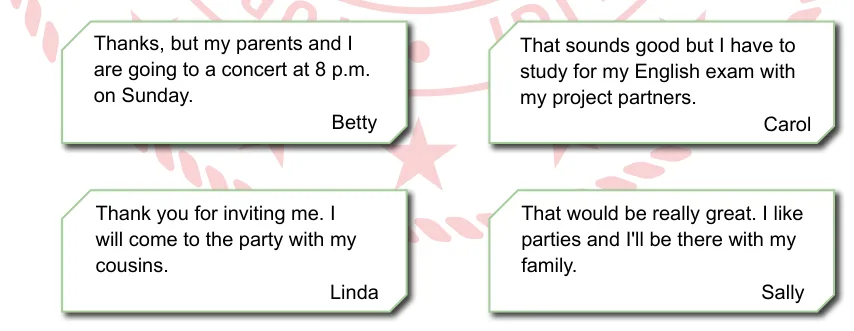 Thanks, but my parents and I
are going to a concert at 8 p.m.
on Sunday.
Betty
That sounds good but I have to
study for my English exam with
my project partners.
Carol
Thank you for inviting me. I
will come to the party with my
cousins.
Linda
That would be really great. I like
parties and I'll be there with my
family.
Sally